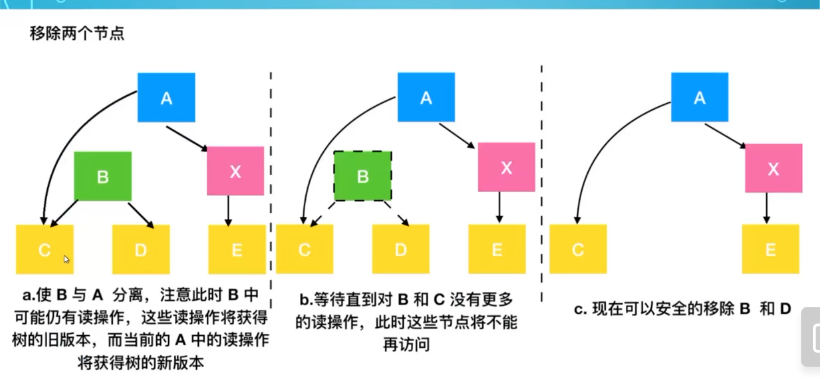 移除两个节点
A
B
X
C
D
E
a.使 B 与 A 分离，注意此时 B 中
可能仍有读操作，这些读操作将获得
树的旧版本，而当前的 A 中的读操作
将获得树的新版本
A
B
X
C
D
E
b.等待直到对 B 和 C 没有更多
的读操作，此时这些节点将不能
再访问
A
X
C
E
c. 现在可以安全的移除 B 和 D